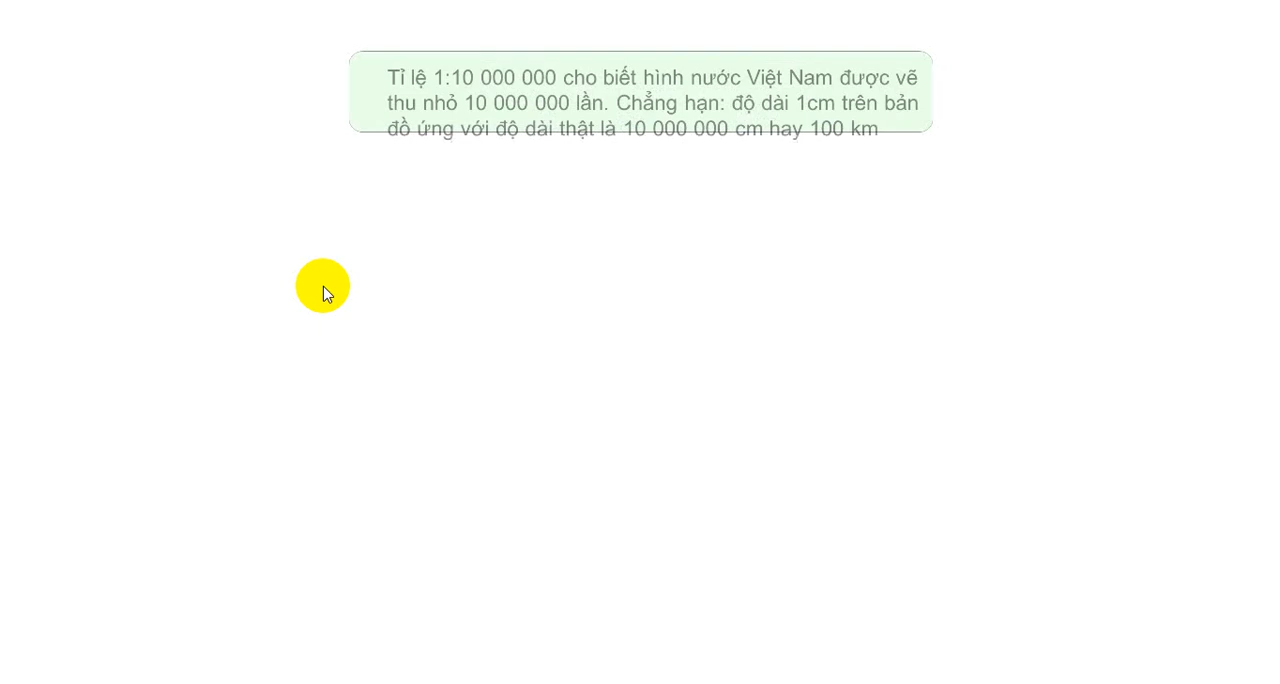 Tỉ lệ 1:10 000 000 cho biết hình nước Việt Nam được vẽ
thu nhỏ 10 000 000 lần. Chẳng hạn: độ dài 1cm trên bản
đồ ứng với độ dài thật là 10 000 000 cm hay 100 km